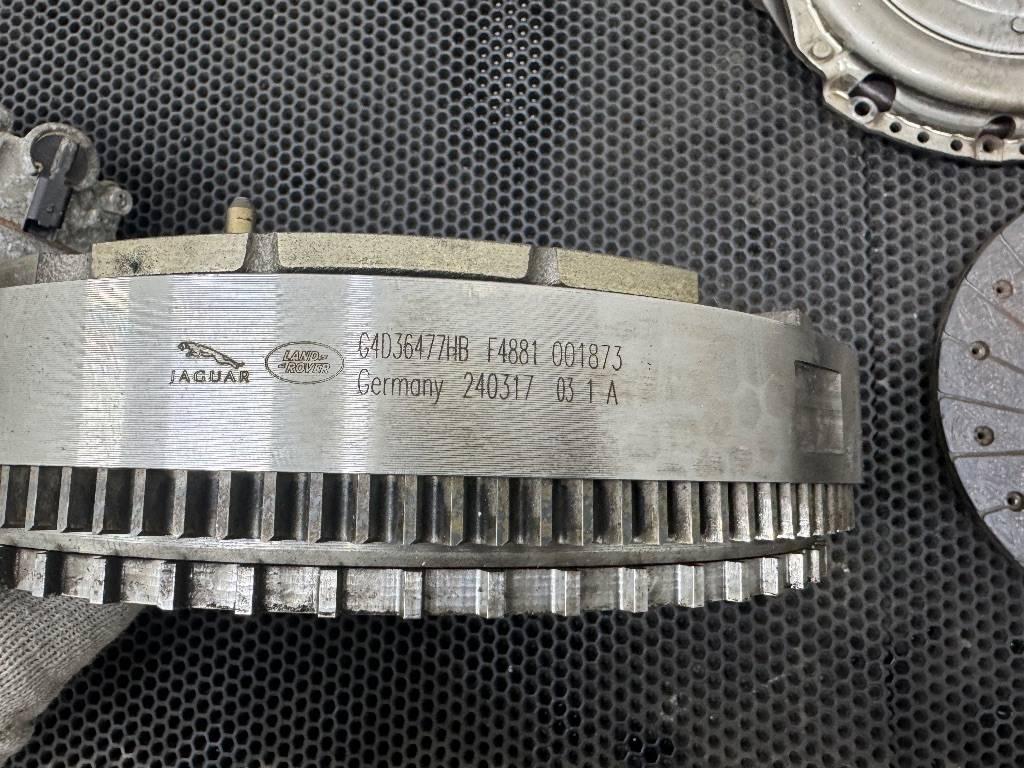 JAGUAR
LAND ROVER
G4D36477HB F4881 001873
Germany 240317 03 1 A